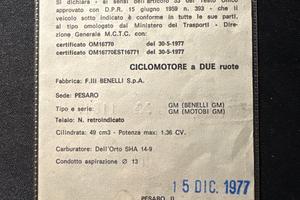 Si dichiara - ai sensi dell'articolo 53 del Testo Unico
approvato con D.P.R. 15 giugno 1959 n. 393 - che il
veicolo sotto indicato è conforme in tutte le sue parti,
al tipo omologato dal Ministero dei Trasporti - Direzione
Generale M.C.T.C. con:
certificato OM16770 del 30-5-1977
certificato OM16770EST16771 del 30-5-1977
CICLOMOTORE a DUE ruote
Fabbrica: F.lli BENELLI S.p.A.
Sede: PESARO
Tipo e serie: GM (BENELLI GM)
GM (MOTOBI GM)
Telaio: N. retroindicato
Cilindrata: 49 cm3 - Potenza max: 1,36 CV.
Carburatore: Dell'Orto SHA 14-9
Condotto aspirazione Ø 13
15 DIC. 1977
PESARO, li